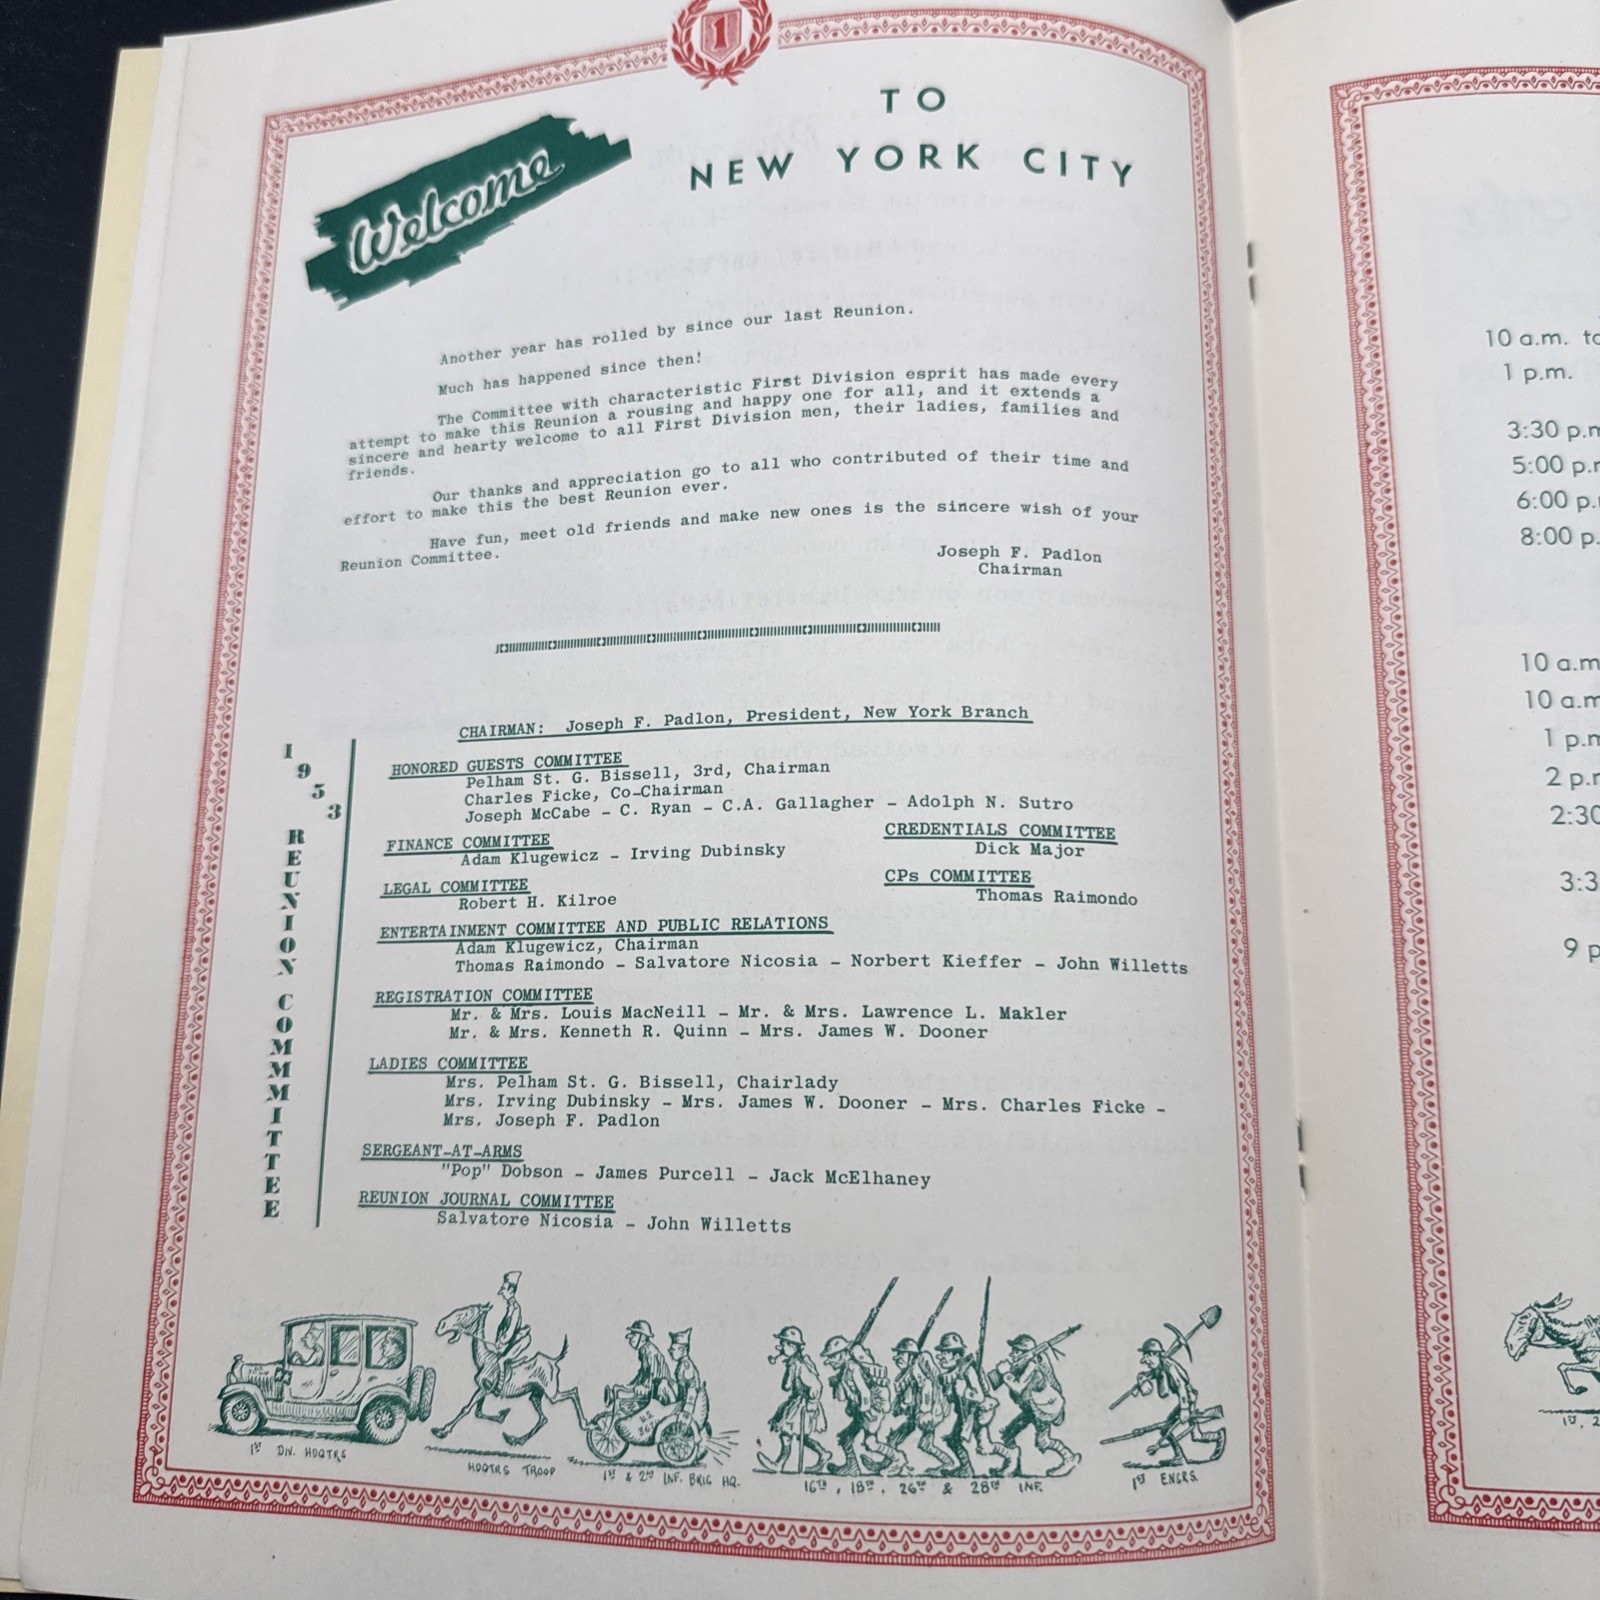 1
Welcome
TO
NEW YORK CITY
Another year has rolled by since our last Reunion.
Much has happened since then!
The Committee with characteristic First Division esprit has made every
attempt to make this Reunion a rousing and happy one for all, and it extends a
sincere and hearty welcome to all First Division men, their ladies, families and
friends.
Our thanks and appreciation go to all who contributed of their time and
effort to make this the best Reunion ever.
Have fun, meet old friends and make new ones is the sincere wish of your
Reunion Committee.
Joseph F. Padlon
Chairman
1953 REUNION COMMITTEE
CHAIRMAN: Joseph F. Padlon, President, New York Branch
HONORED GUESTS COMMITTEE
Pelham St. G. Bissell, 3rd, Chairman
Charles Ficke, Co-Chairman
Joseph McCabe - C. Ryan - C.A. Gallagher - Adolph N. Sutro
FINANCE COMMITTEE
Adam Klugewicz - Irving Dubinsky
CREDENTIALS COMMITTEE
Dick Major
LEGAL COMMITTEE
Robert H. Kilroe
CPs COMMITTEE
Thomas Raimondo
ENTERTAINMENT COMMITTEE AND PUBLIC RELATIONS
Adam Klugewicz, Chairman
Thomas Raimondo - Salvatore Nicosia - Norbert Kieffer - John Willetts
REGISTRATION COMMITTEE
Mr. & Mrs. Louis MacNeill - Mr. & Mrs. Lawrence L. Makler
Mr. & Mrs. Kenneth R. Quinn - Mrs. James W. Dooner
LADIES COMMITTEE
Mrs. Pelham St. G. Bissell, Chairlady
Mrs. Irving Dubinsky - Mrs. James W. Dooner - Mrs. Charles Ficke -
Mrs. Joseph F. Padlon
SERGEANT-AT-ARMS
"Pop" Dobson - James Purcell - Jack McElhaney
REUNION JOURNAL COMMITTEE
Salvatore Nicosia - John Willetts
1ST DIV. HDQTRS
HDQTRS TROOP
1ST & 2ND INF. BRIG HQ.
16TH, 18TH, 26TH & 28TH INF.
1ST ENGRS.
10 a.m. to
1 p.m.
3:30 p.m
5:00 p.
6:00 p.
8:00 p.
10 a.m
10 a.m
1 p.m
2 p.
2:30
3:3
9 p
1ST, 2